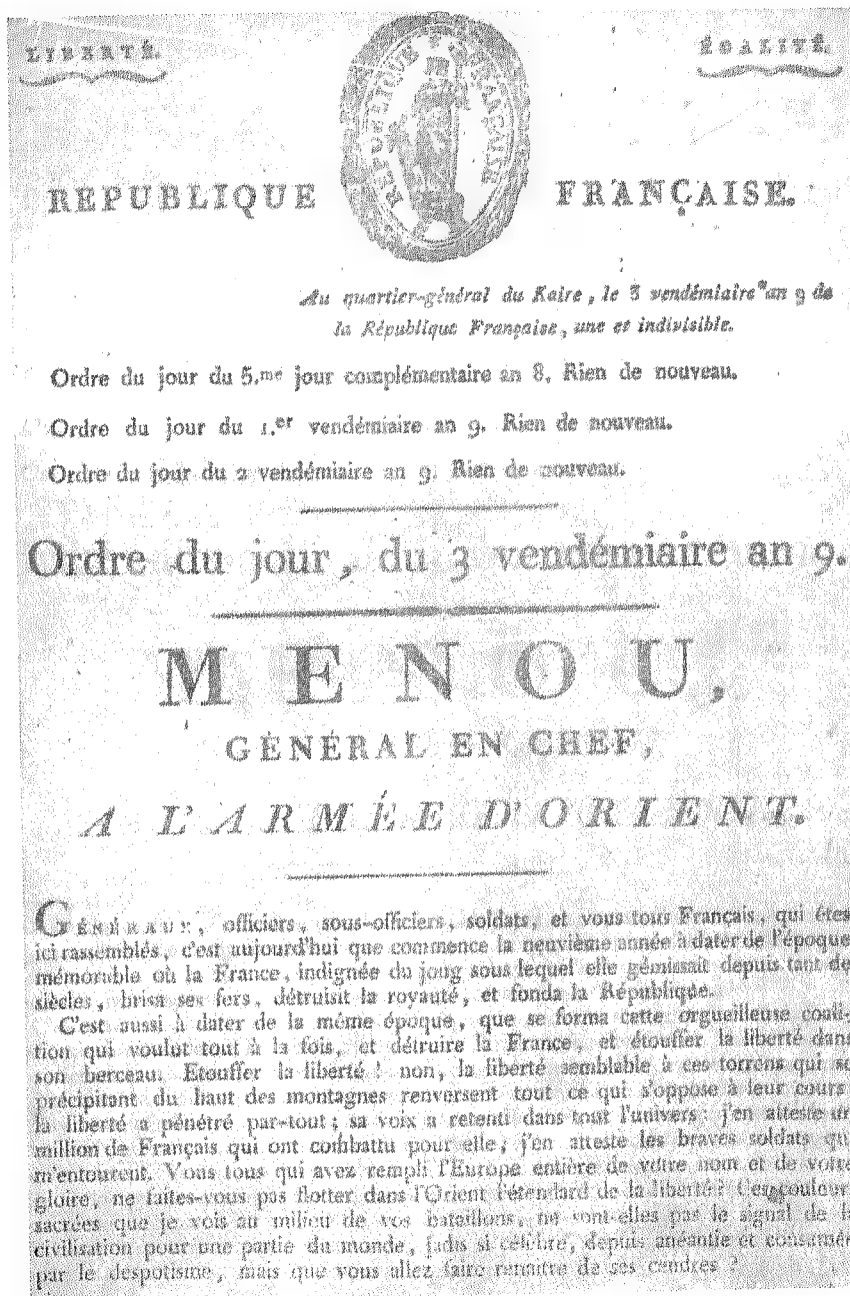 LIBERTÉ.
ÉGALITÉ.
RÉPUBLIQUE FRANÇAISE
RÉPUBLIQUE FRANÇAISE.
Au quartier-général du Kaire, le 3 vendémiaire an 9 de
la République Française, une et indivisible.
Ordre du jour du 5.me jour complémentaire an 8. Rien de nouveau.
Ordre du jour du 1.er vendémiaire an 9. Rien de nouveau.
Ordre du jour du 2 vendémiaire an 9. Rien de nouveau.
Ordre du jour, du 3 vendémiaire an 9.
MENOU,
GÉNÉRAL EN CHEF,
A L'ARMÉE D'ORIENT.
GÉNÉRAUX, officiers, sous-officiers, soldats, et vous tous Français, qui êtes
ici rassemblés, c'est aujourd'hui que commence la neuvième année à dater de l'époque
mémorable où la France, indignée du joug sous lequel elle gémissait depuis tant de
siècles, brisa ses fers, détruisit la royauté, et fonda la République.
C'est aussi à dater de la même époque, que se forma cette orgueilleuse coali-
tion qui voulut tout à la fois, et détruire la France, et étouffer la liberté dans
son berceau. Etouffer la liberté ! non, la liberté semblable à ces torrens qui se
précipitant du haut des montagnes renversent tout ce qui s'oppose à leur cours
la liberté a pénétré par-tout ; sa voix a retenti dans tout l'univers : j'en atteste un
million de Français qui ont combattu pour elle ; j'en atteste les braves soldats qui
m'entourent. Vous tous qui avez rempli l'Europe entière de votre nom et de votre
gloire, ne faites-vous pas flotter dans l'Orient l'étendard de la liberté ? Ces couleurs
sacrées que je vois au milieu de vos bataillons, ne sont-elles pas le signal de la
civilisation pour une partie du monde, jadis si célèbre, depuis anéantie et consumée
par le despotisme, mais que vous allez faire renaître de ses cendres ?